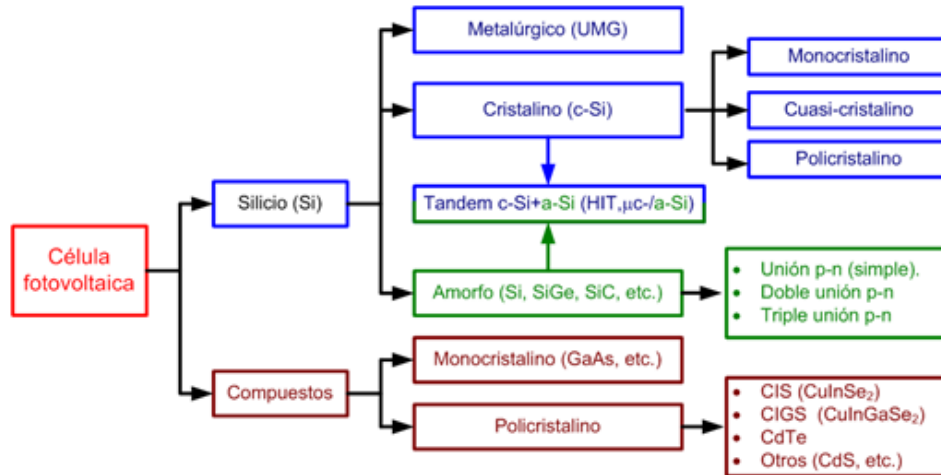 Célula
fotovoltaica
Silicio (Si)
Compuestos
Metalúrgico (UMG)
Cristalino (c-Si)
Tandem c-Si+a-Si (HIT,μc-/a-Si)
Amorfo (Si, SiGe, SiC, etc.)
Monocristalino (GaAs, etc.)
Policristalino
Monocristalino
Cuasi-cristalino
Policristalino
• Unión p-n (simple).
• Doble unión p-n
• Triple unión p-n
• CIS (CuInSe₂)
• CIGS (CuInGaSe₂)
• CdTe
• Otros (CdS, etc.)